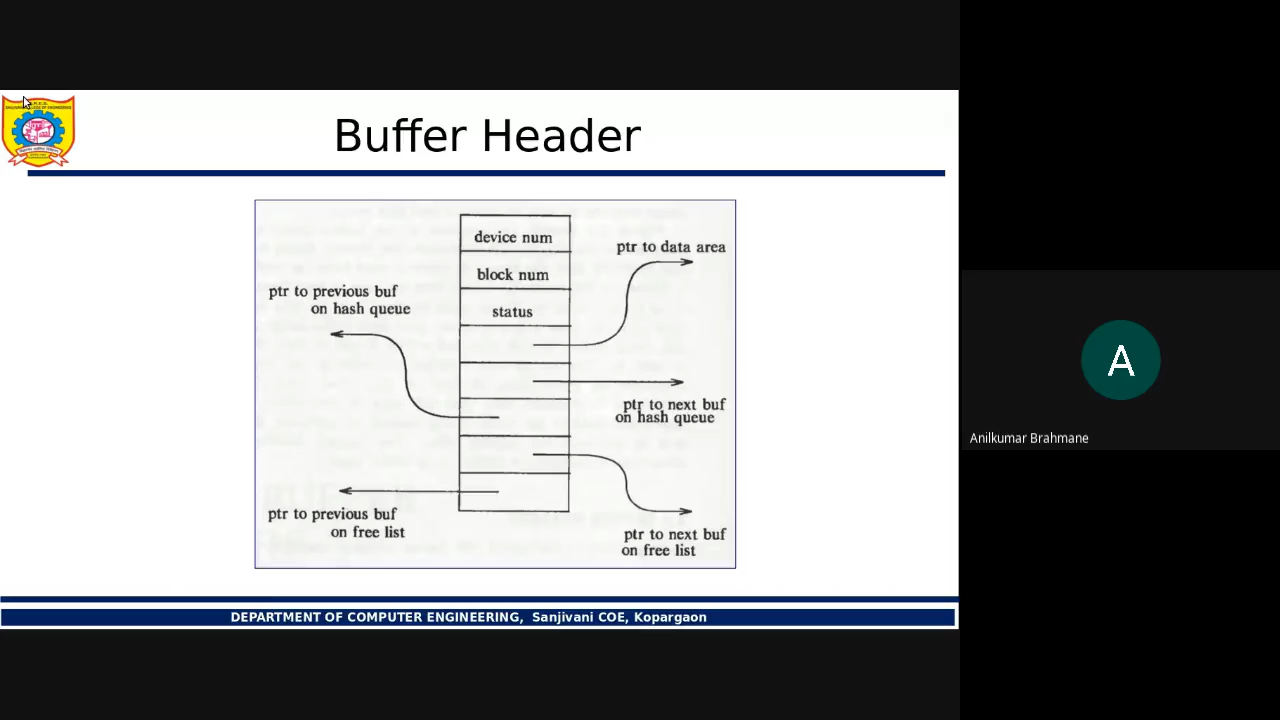 Buffer Header
device num
block num
status
ptr to data area
ptr to previous buf
on hash queue
ptr to next buf
on hash queue
ptr to previous buf
on free list
ptr to next buf
on free list
DEPARTMENT OF COMPUTER ENGINEERING, Sanjivani COE, Kopargaon
A
Anilkumar Brahmane